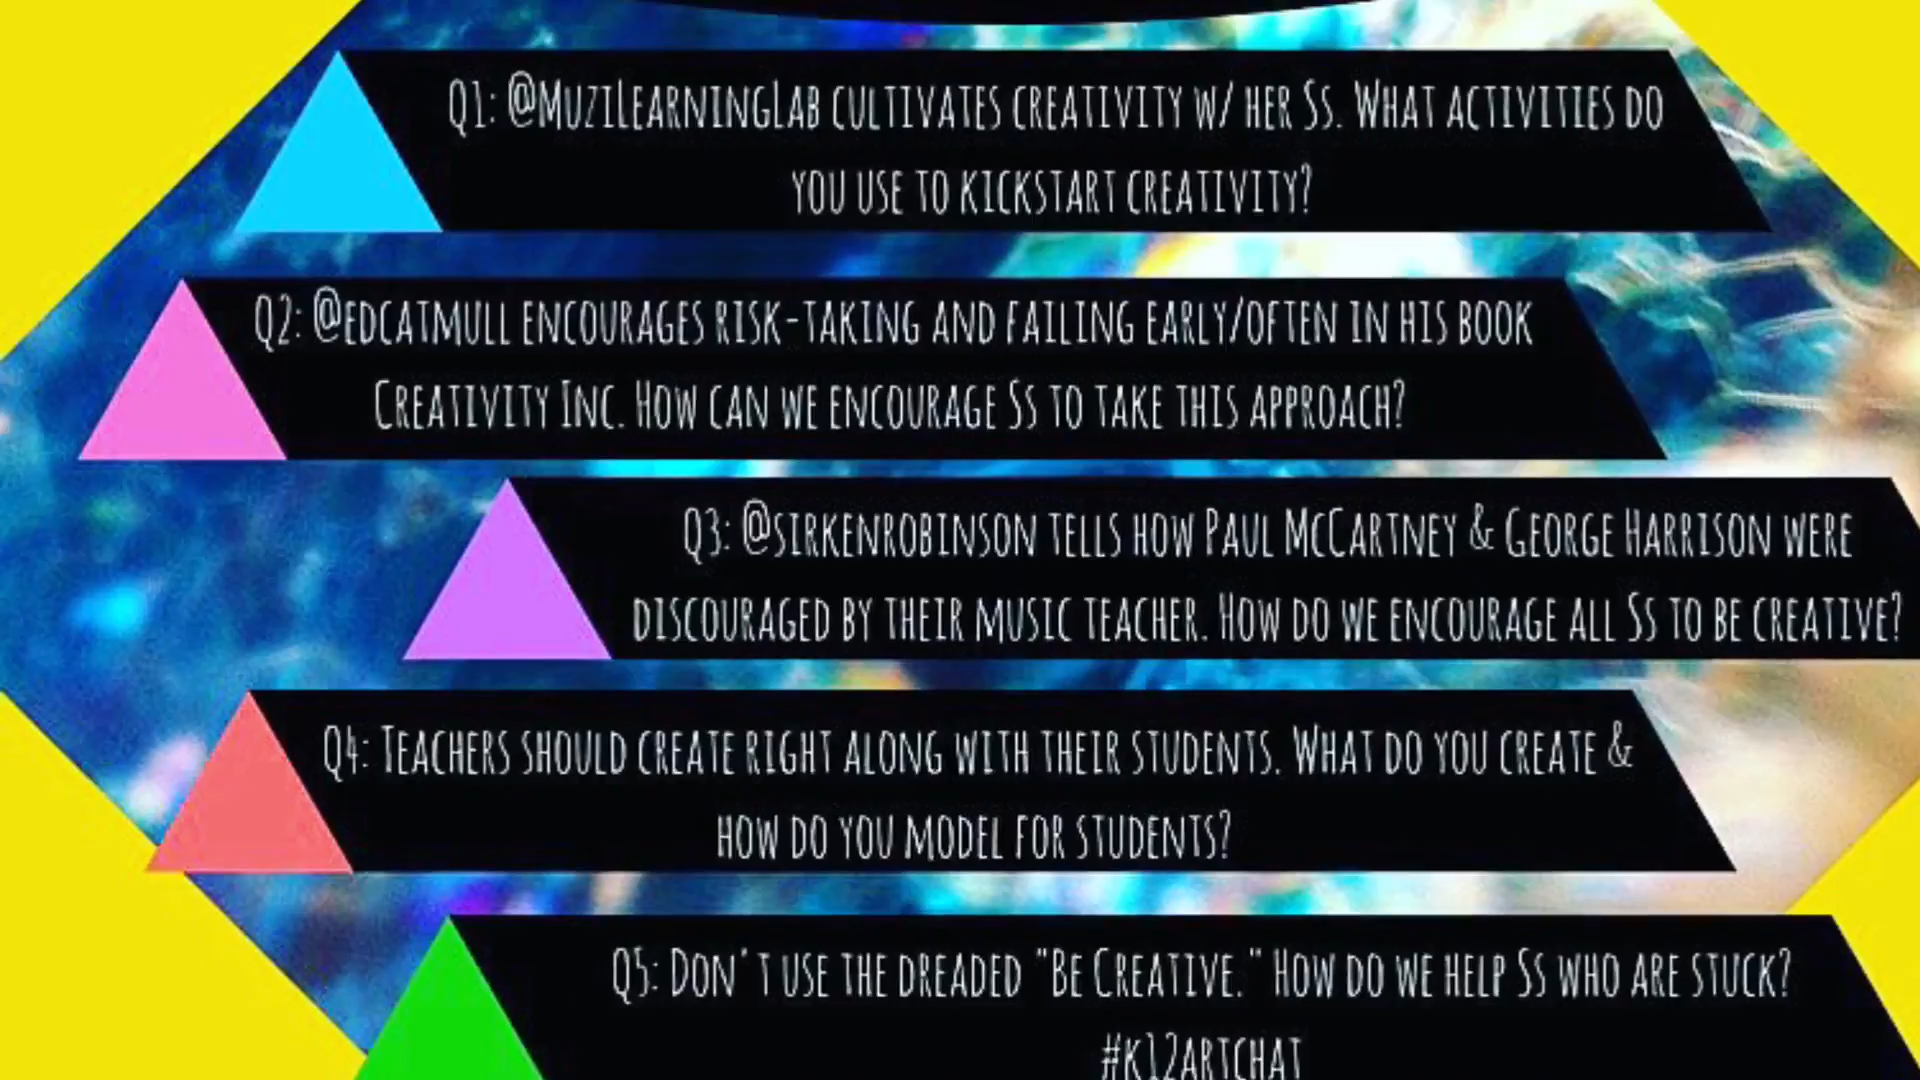 Q1: @MuziLearningLab cultivates creativity w/ her Ss. What activities do
you use to kickstart creativity?
Q2: @edcatmull encourages risk-taking and failing early/often in his book
Creativity Inc. How can we encourage Ss to take this approach?
Q3: @sirkenrobinson tells how Paul McCartney & George Harrison were
discouraged by their music teacher. How do we encourage all Ss to be creative?
Q4: Teachers should create right along with their students. What do you create &
how do you model for students?
Q5: Don't use the dreaded "Be Creative." How do we help Ss who are stuck?
#k12artchat